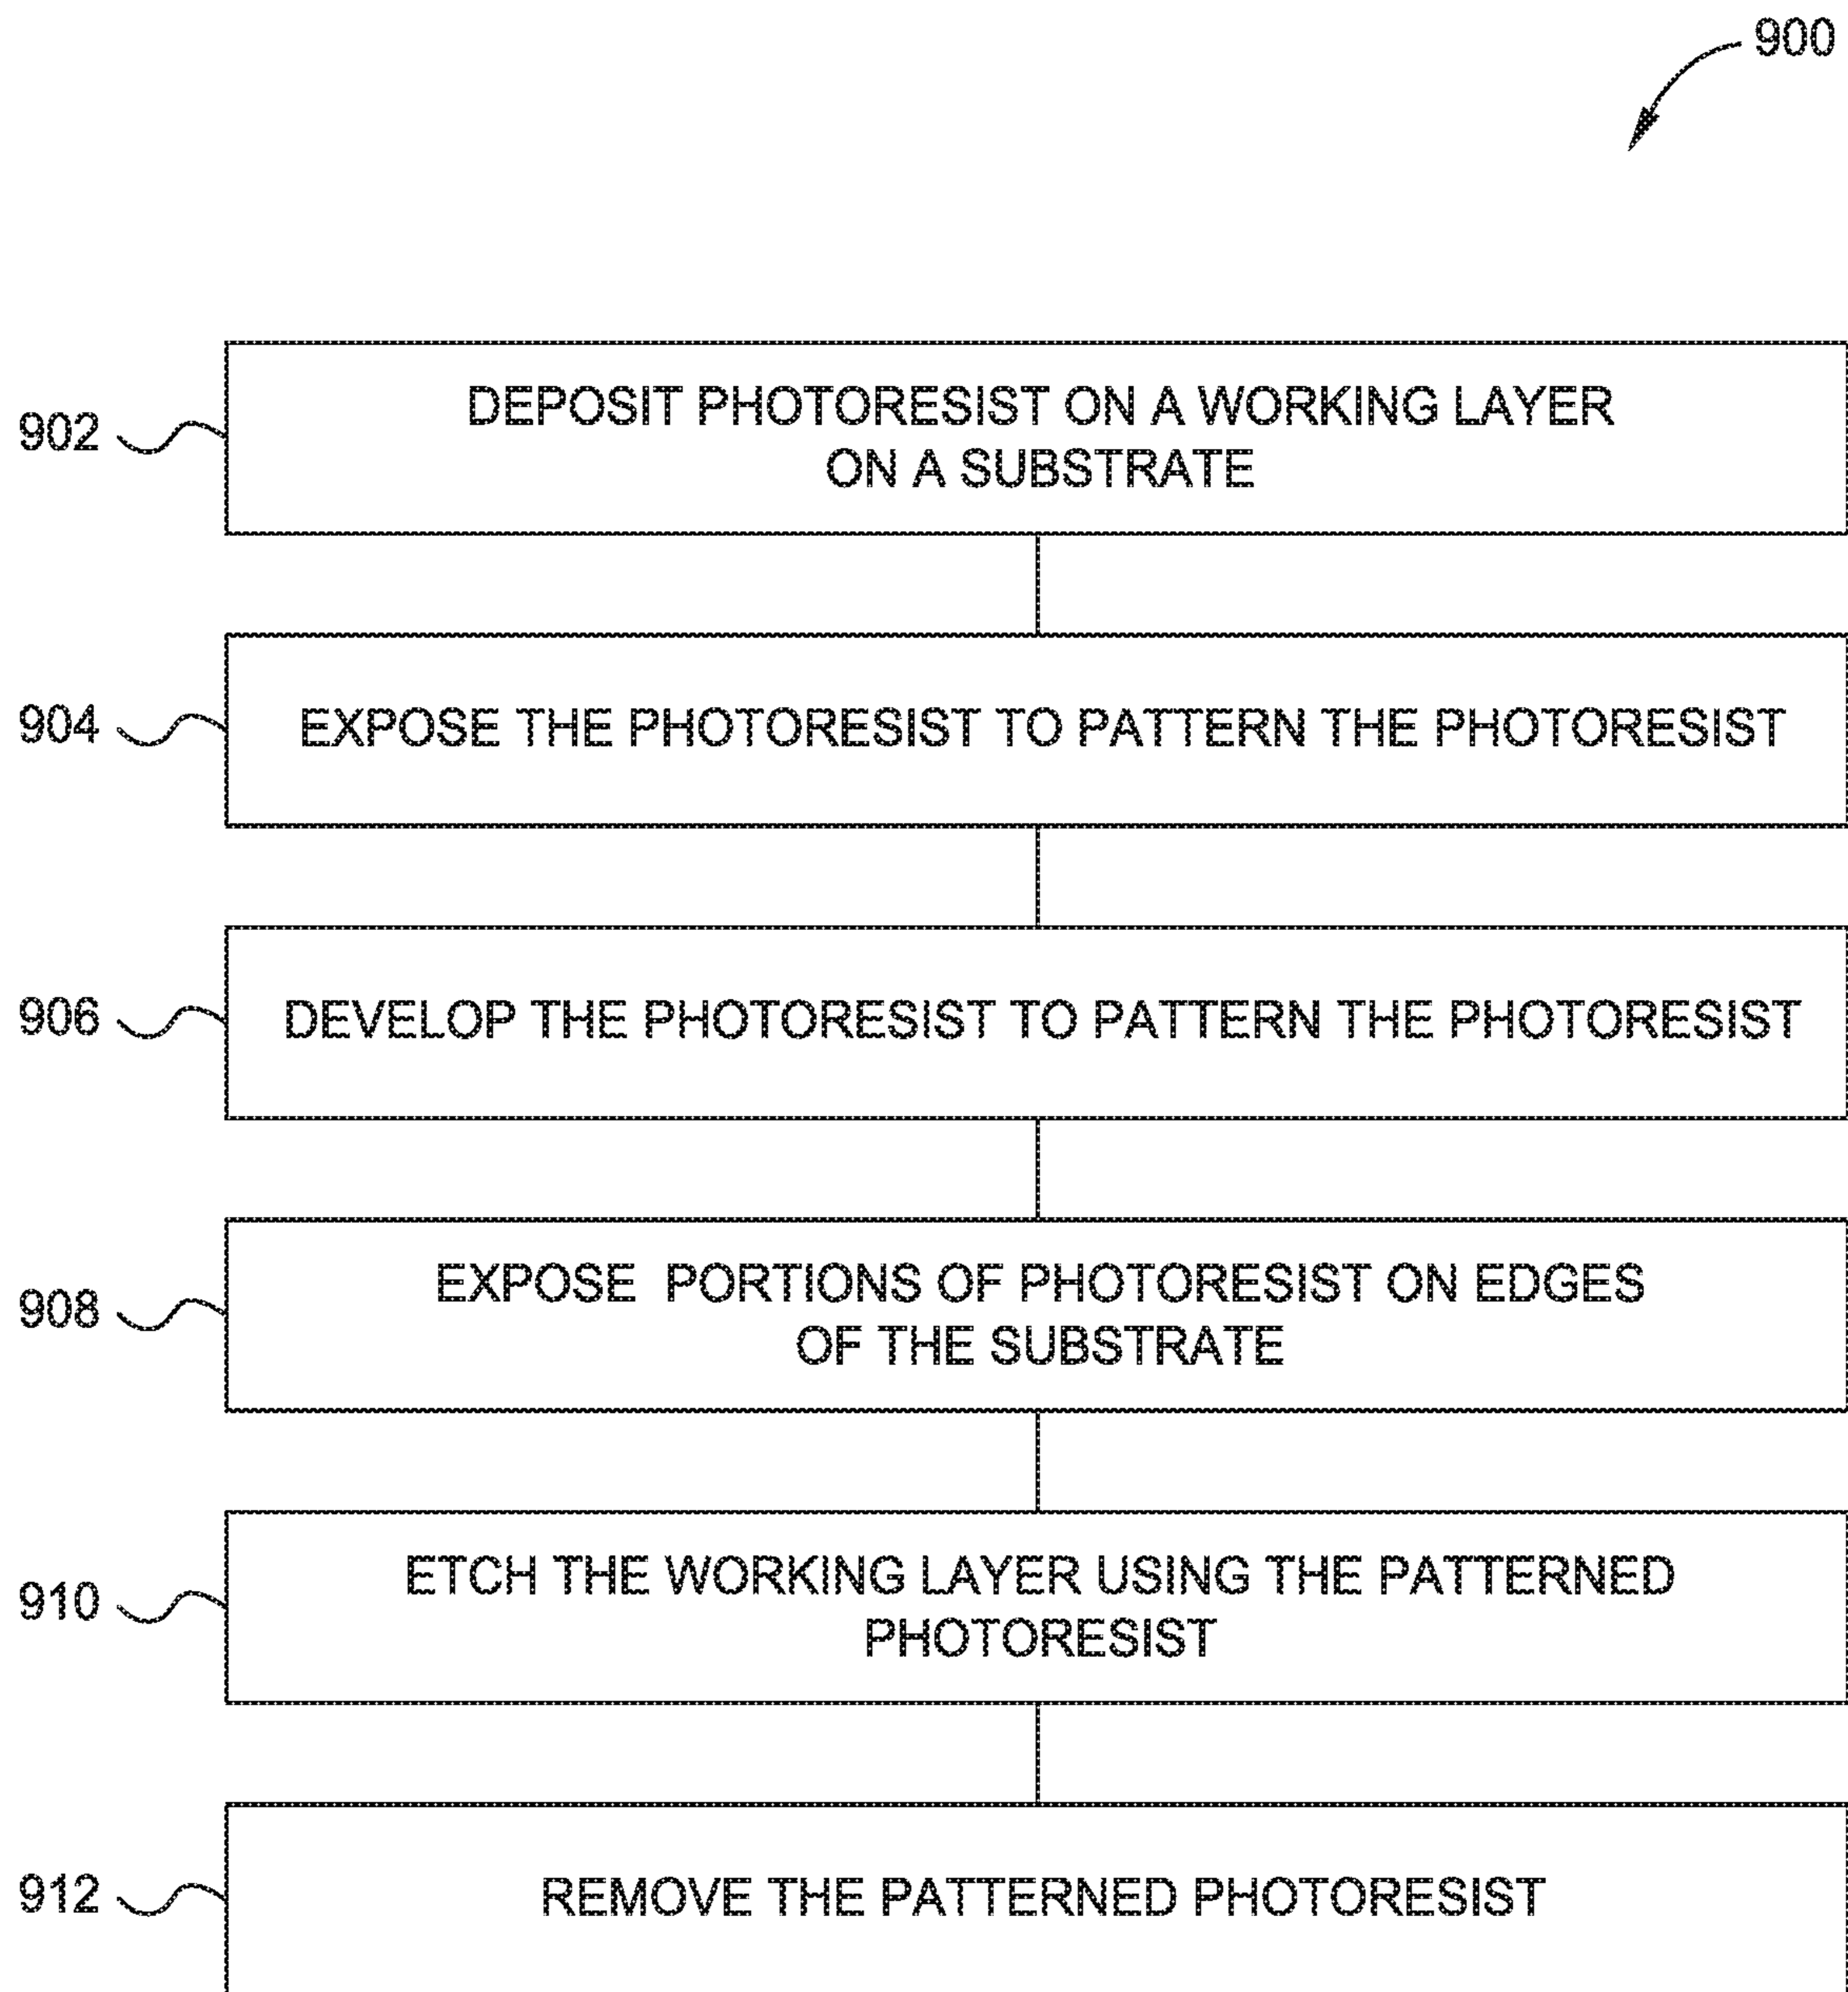 900
902
DEPOSIT PHOTORESIST ON A WORKING LAYER
ON A SUBSTRATE
904
EXPOSE THE PHOTORESIST TO PATTERN THE PHOTORESIST
906
DEVELOP THE PHOTORESIST TO PATTERN THE PHOTORESIST
908
EXPOSE PORTIONS OF PHOTORESIST ON EDGES
OF THE SUBSTRATE
910
ETCH THE WORKING LAYER USING THE PATTERNED
PHOTORESIST
912
REMOVE THE PATTERNED PHOTORESIST